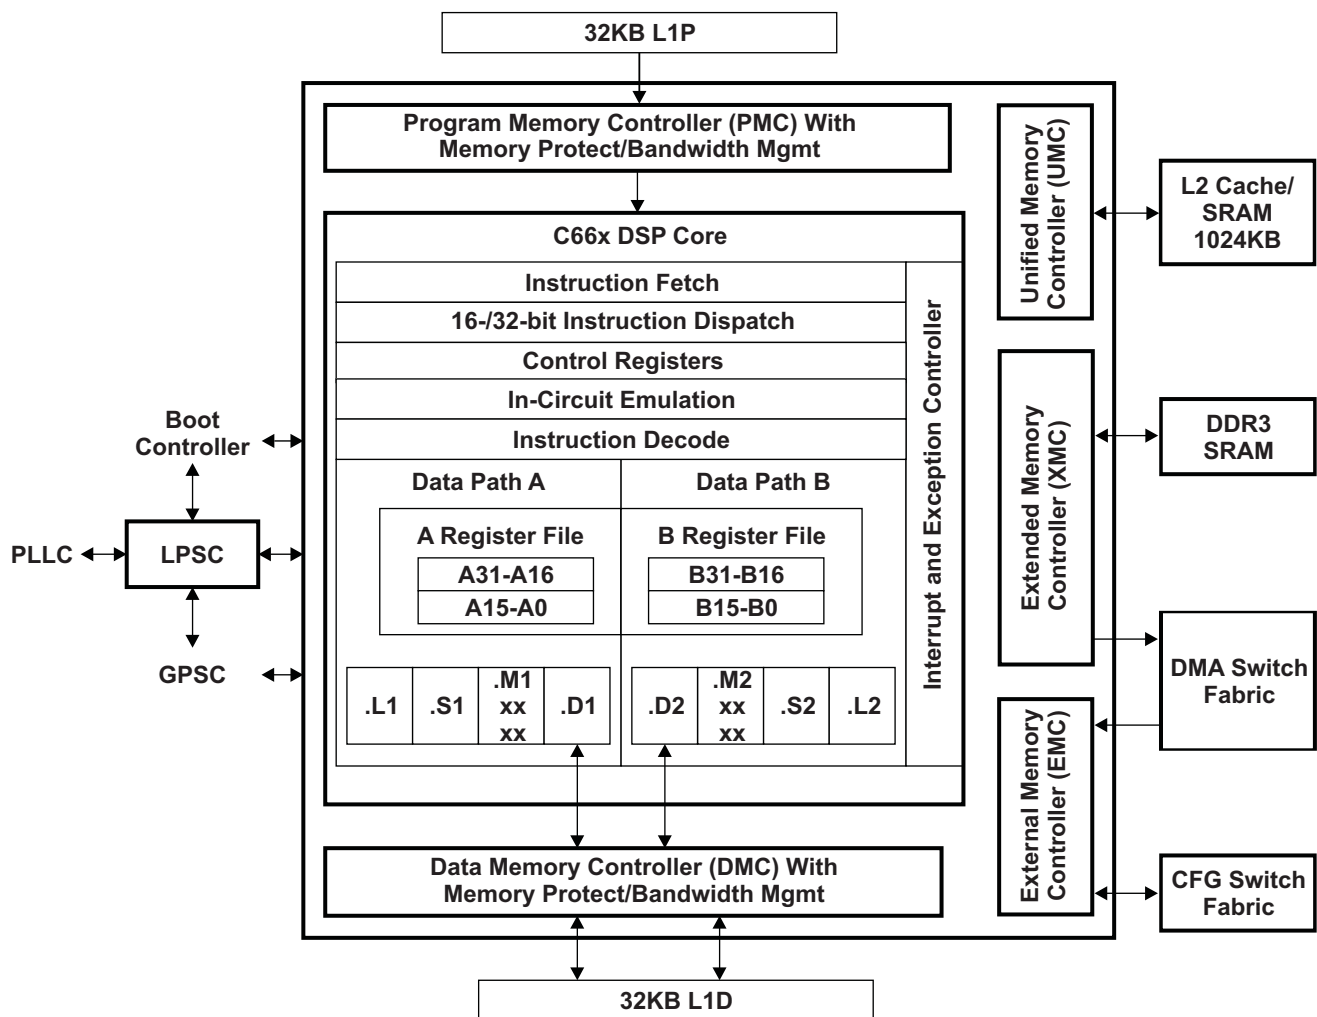 32KB L1P
Program Memory Controller (PMC) With
Memory Protect/Bandwidth Mgmt
C66x DSP Core
Instruction Fetch
16-/32-bit Instruction Dispatch
Control Registers
In-Circuit Emulation
Instruction Decode
Data Path A
Data Path B
A Register File
B Register File
A31-A16
A15-A0
B31-B16
B15-B0
.L1
.S1
.M1
xx
xx
.D1
.D2
.M2
xx
xx
.S2
.L2
Interrupt and Exception Controller
Data Memory Controller (DMC) With
Memory Protect/Bandwidth Mgmt
32KB L1D
Boot
Controller
PLLC
LPSC
GPSC
Unified Memory
Controller (UMC)
Extended Memory
Controller (XMC)
External Memory
Controller (EMC)
L2 Cache/
SRAM
1024KB
DDR3
SRAM
DMA Switch
Fabric
CFG Switch
Fabric